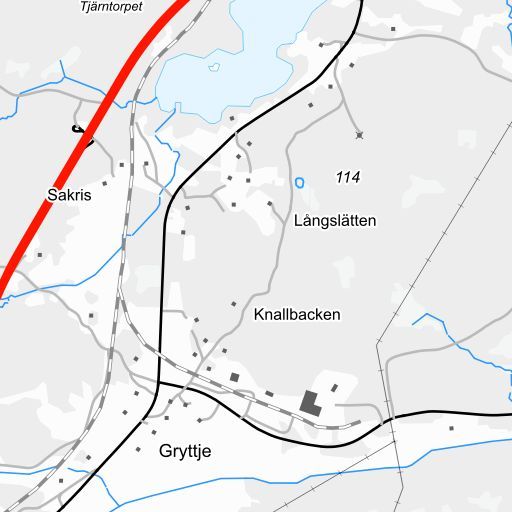 Tjärntorpet
114
Sakris
Långslätten
Knallbacken
Gryttje